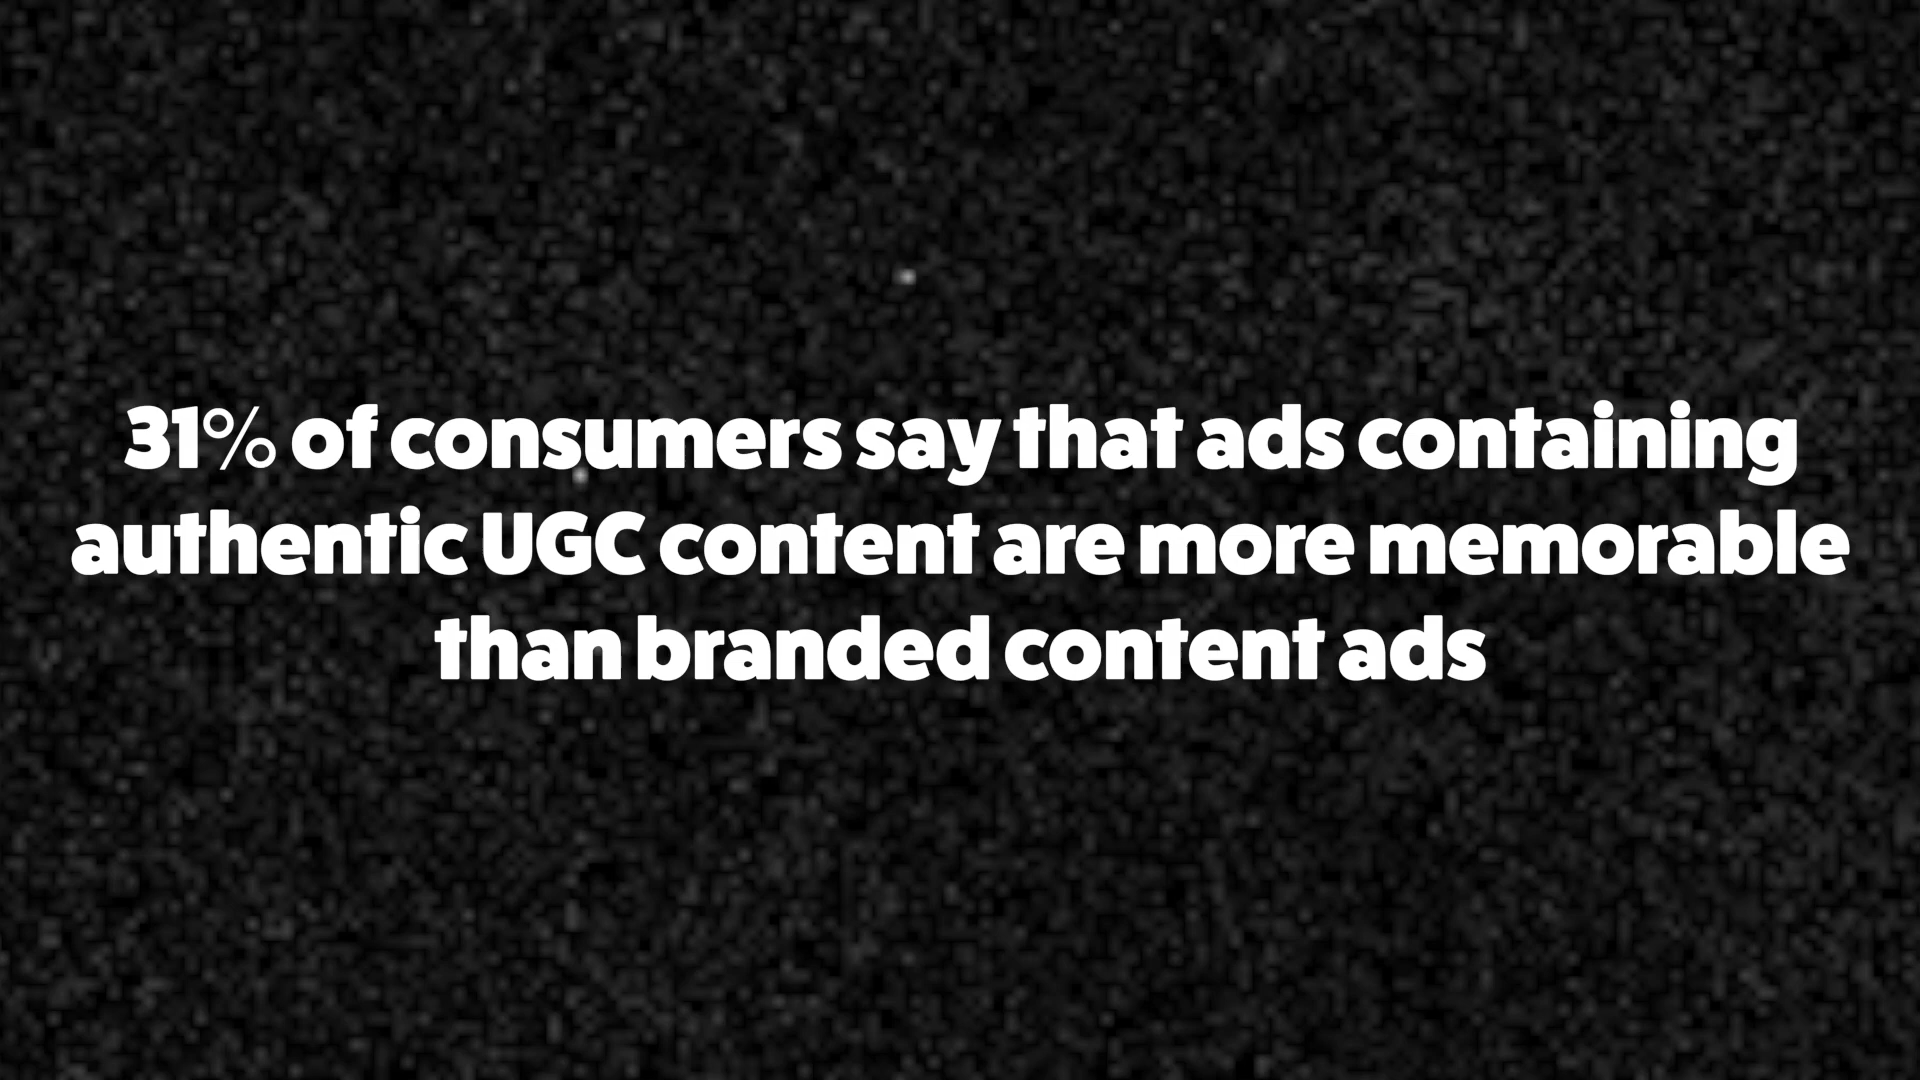 31% of consumers say that ads containing
authentic UGC content are more memorable
than branded content ads